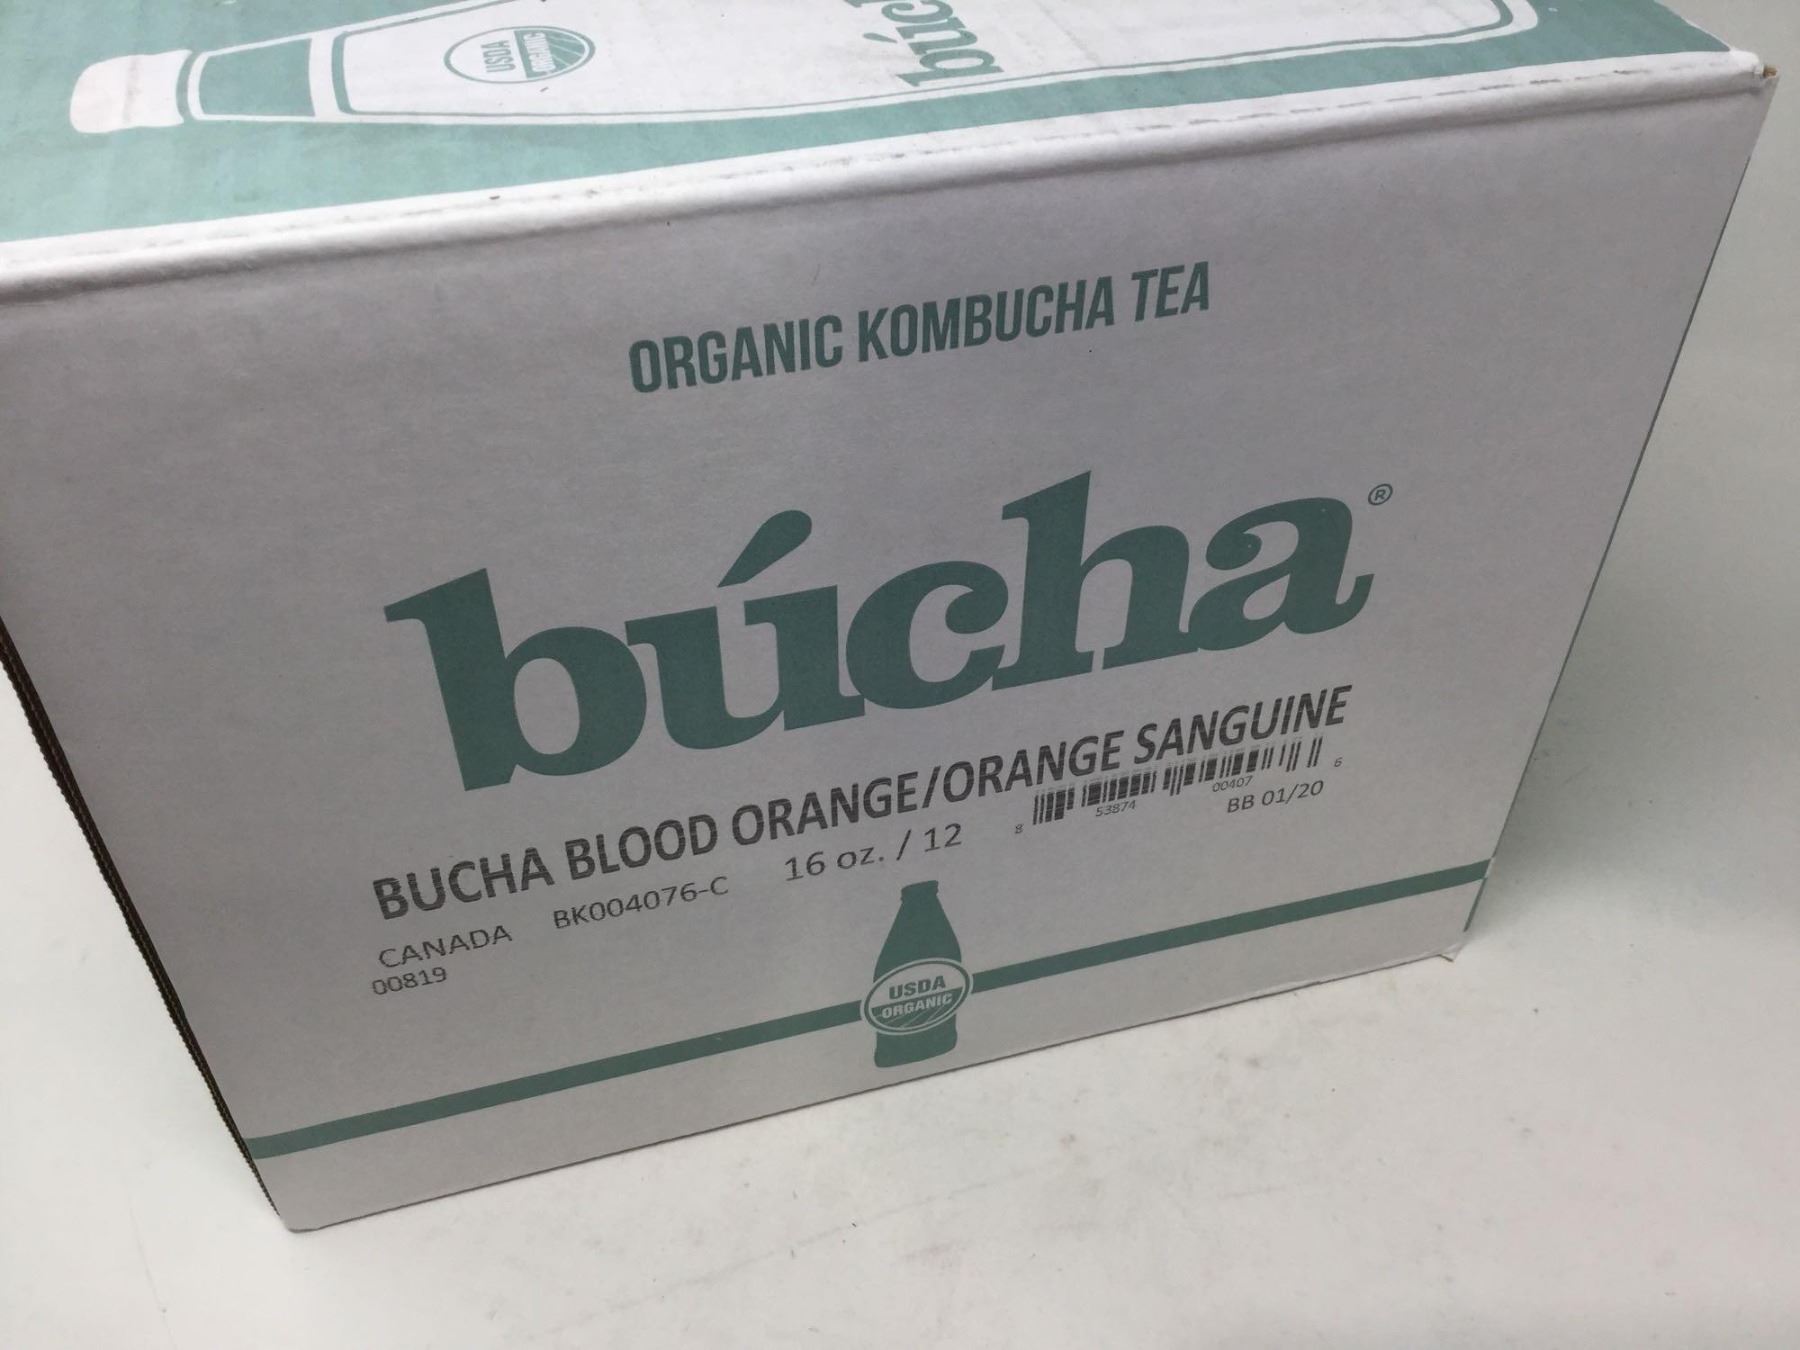 USDA
ORGANIC
búc
ORGANIC KOMBUCHA TEA
búcha®
BUCHA BLOOD ORANGE/ORANGE SANGUINE
CANADA BK004076-C 16 oz. / 12
8 53874 00407 6
BB 01/20
00819
USDA
ORGANIC